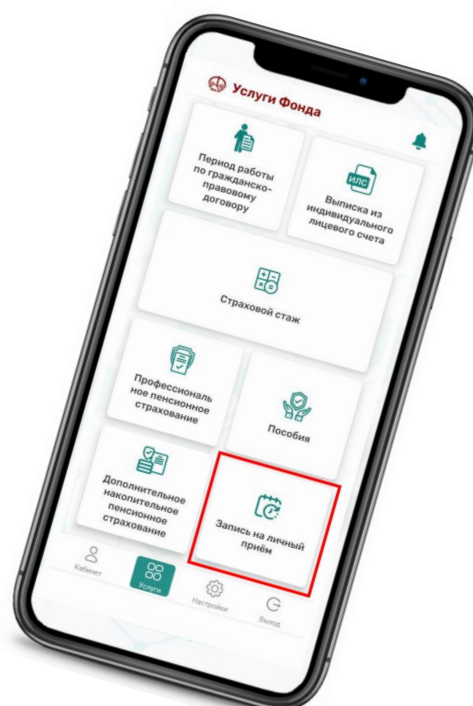 Услуги Фонда
Период работы
по гражданско-
правовому
договору
ИЛС
Выписка из
индивидуального
лицевого счета
Страховой стаж
Профессиональ
ное пенсионное
страхование
Пособия
Дополнительное
накопительное
пенсионное
страхование
Запись на личный
приём
Кабинет
Услуги
Настройки
Выход